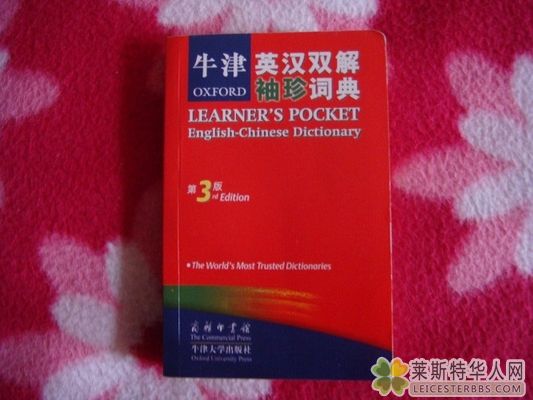 牛津
OXFORD
英汉双解
袖珍词典
LEARNER'S POCKET
English-Chinese Dictionary
第3版
3rd Edition
•The World's Most Trusted Dictionaries
商务印书馆
The Commercial Press
牛津大学出版社
Oxford University Press
莱斯特华人网
LEICESTERBBS.COM